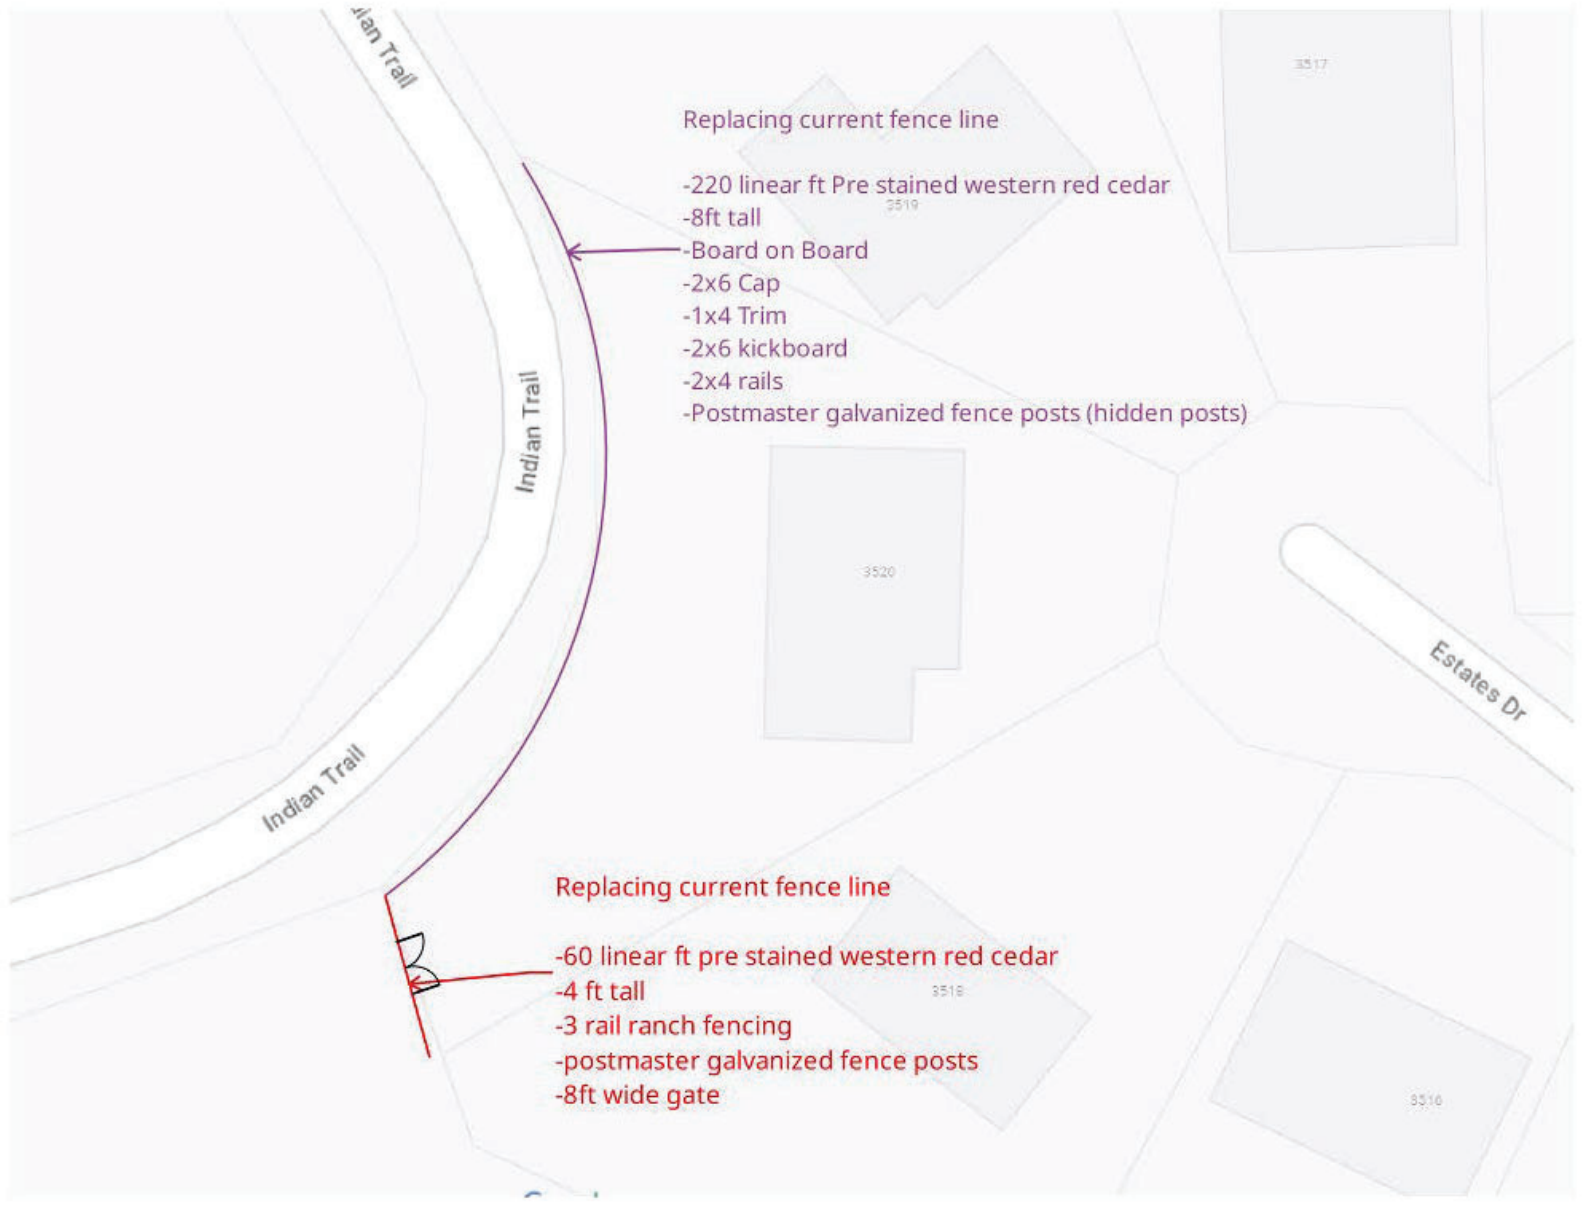 Indian Trail
3517
Replacing current fence line
-220 linear ft Pre stained western red cedar
3519
-8ft tall
-Board on Board
-2x6 Cap
-1x4 Trim
-2x6 kickboard
-2x4 rails
-Postmaster galvanized fence posts (hidden posts)
Indian Trail
3520
Estates Dr
Indian Trail
Replacing current fence line
-60 linear ft pre stained western red cedar
-4 ft tall
3518
-3 rail ranch fencing
-postmaster galvanized fence posts
-8ft wide gate
3516